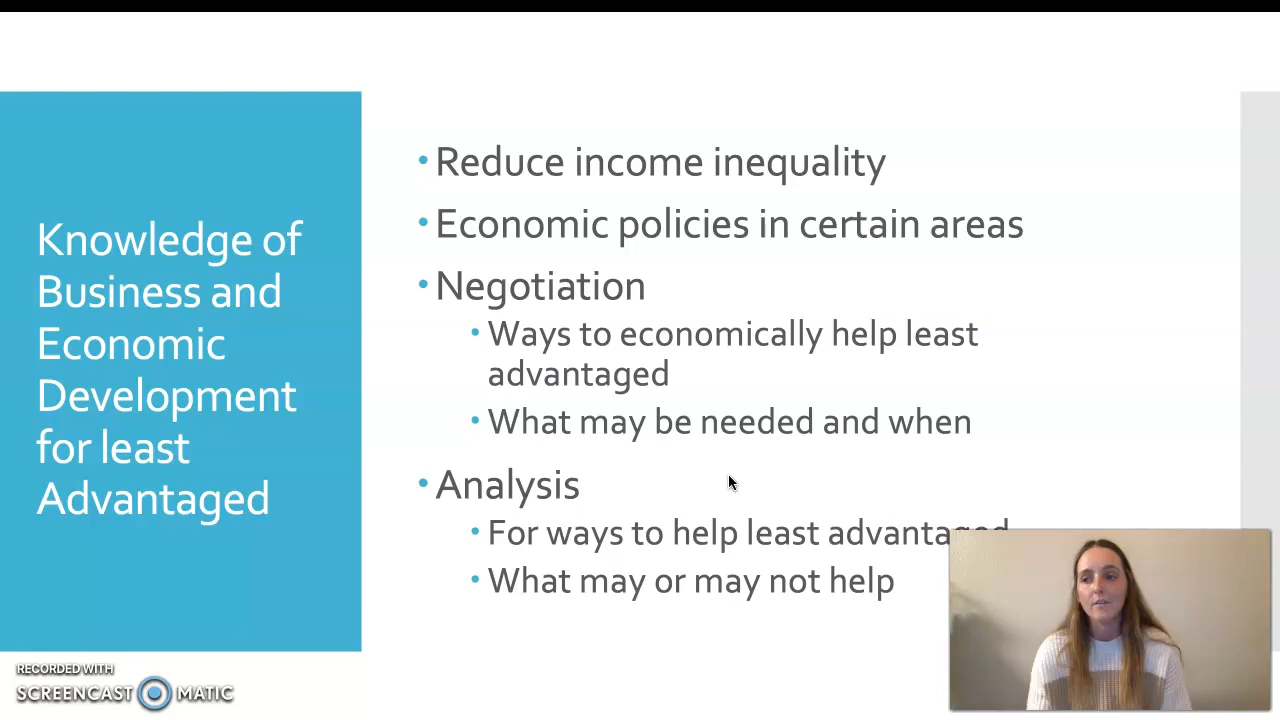 Knowledge of
Business and
Economic
Development
for least
Advantaged
• Reduce income inequality
• Economic policies in certain areas
• Negotiation
• Ways to economically help least
advantaged
• What may be needed and when
• Analysis
• For ways to help least advantaged
• What may or may not help
RECORDED WITH
SCREENCAST MATIC